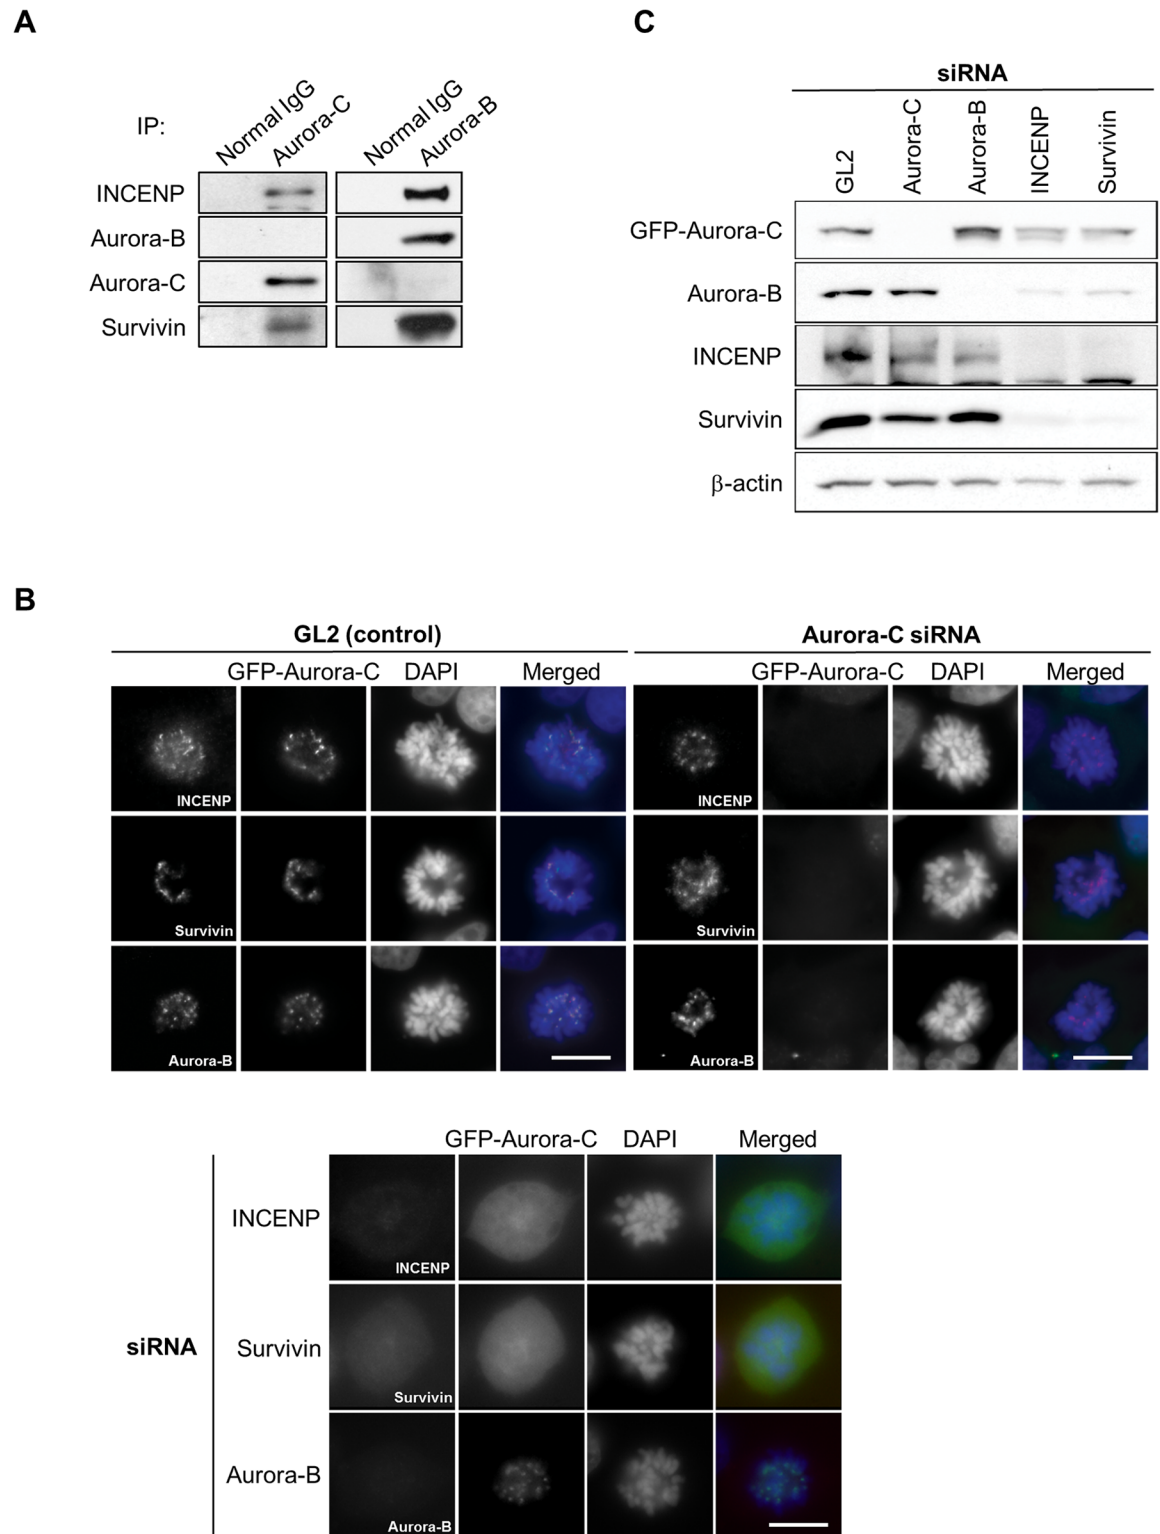 A
IP:
Normal IgG
Aurora-C
Normal IgG
Aurora-B
INCENP
Aurora-B
Aurora-C
Survivin
C
siRNA
GL2
Aurora-C
Aurora-B
INCENP
Survivin
GFP-Aurora-C
Aurora-B
INCENP
Survivin
β-actin
B
GL2 (control)
GFP-Aurora-C DAPI Merged
INCENP
Survivin
Aurora-B
Aurora-C siRNA
GFP-Aurora-C DAPI Merged
INCENP
Survivin
Aurora-B
GFP-Aurora-C DAPI Merged
siRNA
INCENP
INCENP
Survivin
Survivin
Aurora-B
Aurora-B